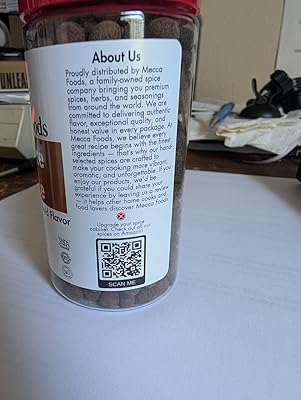 About Us
Proudly distributed by Mecca
Foods, a family-owned spice
company bringing you premium
spices, herbs, and seasonings
from around the world. We are
committed to delivering authentic
flavor, exceptional quality, and
honest value in every package. At
Mecca Foods, we believe every
great recipe begins with the finest
ingredients — that's why our hand-
selected spices are crafted to
make your cooking more vibrant,
aromatic, and unforgettable. If you
enjoy our products, we'd be
grateful if you could share your
experience by leaving us a review
— it helps other home cooks and
food lovers discover Mecca Foods.
Upgrade your spice
cabinet. Check out all our
spices on Amazon!
SCAN ME
ods
Flavor